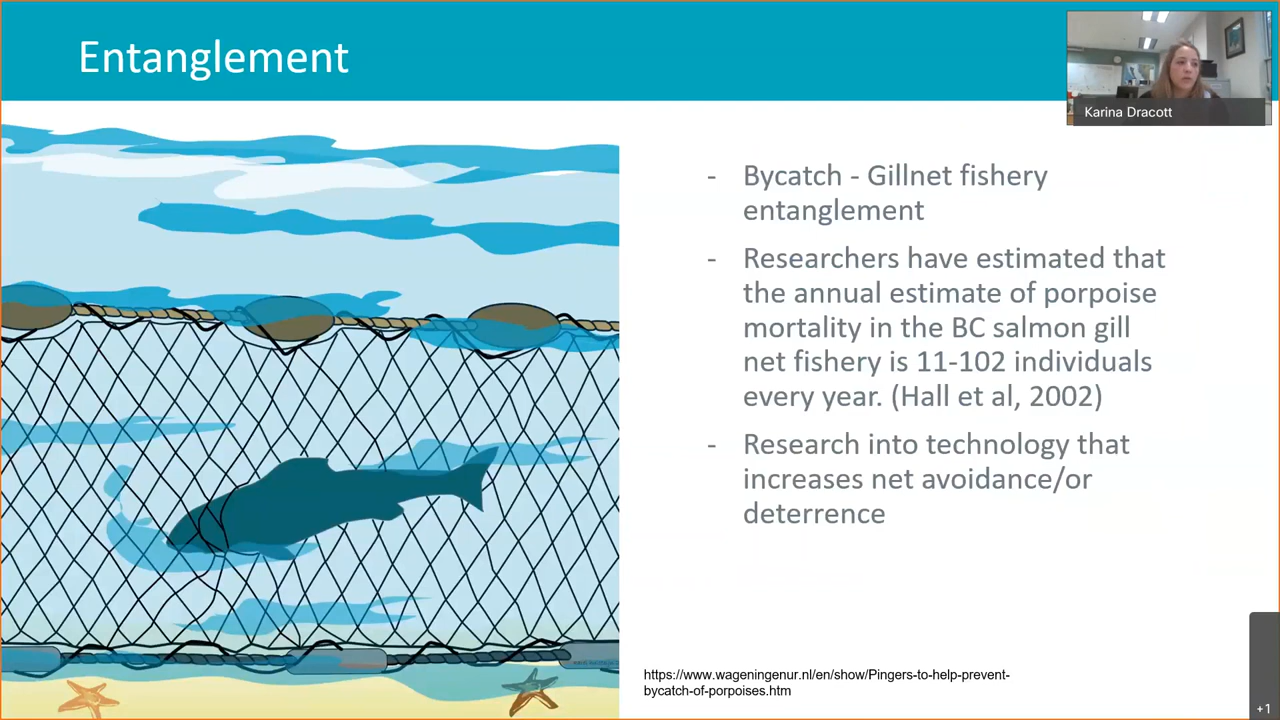 Entanglement
Karina Dracott
- Bycatch - Gillnet fishery
entanglement
- Researchers have estimated that
the annual estimate of porpoise
mortality in the BC salmon gill
net fishery is 11-102 individuals
every year. (Hall et al, 2002)
- Research into technology that
increases net avoidance/or
deterrence
https://www.wageningenur.nl/en/show/Pingers-to-help-prevent-
bycatch-of-porpoises.htm
+1